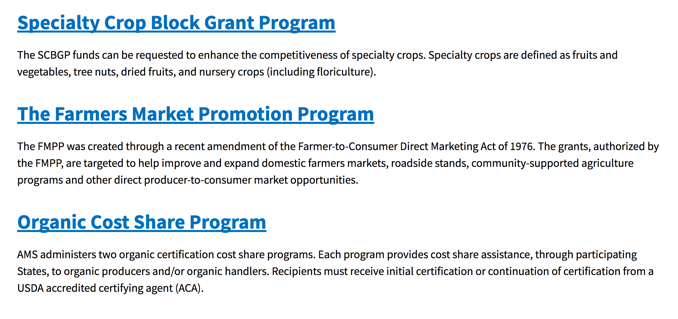 Specialty Crop Block Grant Program
The SCBGP funds can be requested to enhance the competitiveness of specialty crops. Specialty crops are defined as fruits and
vegetables, tree nuts, dried fruits, and nursery crops (including floriculture).
The Farmers Market Promotion Program
The FMPP was created through a recent amendment of the Farmer-to-Consumer Direct Marketing Act of 1976. The grants, authorized by
the FMPP, are targeted to help improve and expand domestic farmers markets, roadside stands, community-supported agriculture
programs and other direct producer-to-consumer market opportunities.
Organic Cost Share Program
AMS administers two organic certification cost share programs. Each program provides cost share assistance, through participating
States, to organic producers and/or organic handlers. Recipients must receive initial certification or continuation of certification from a
USDA accredited certifying agent (ACA).